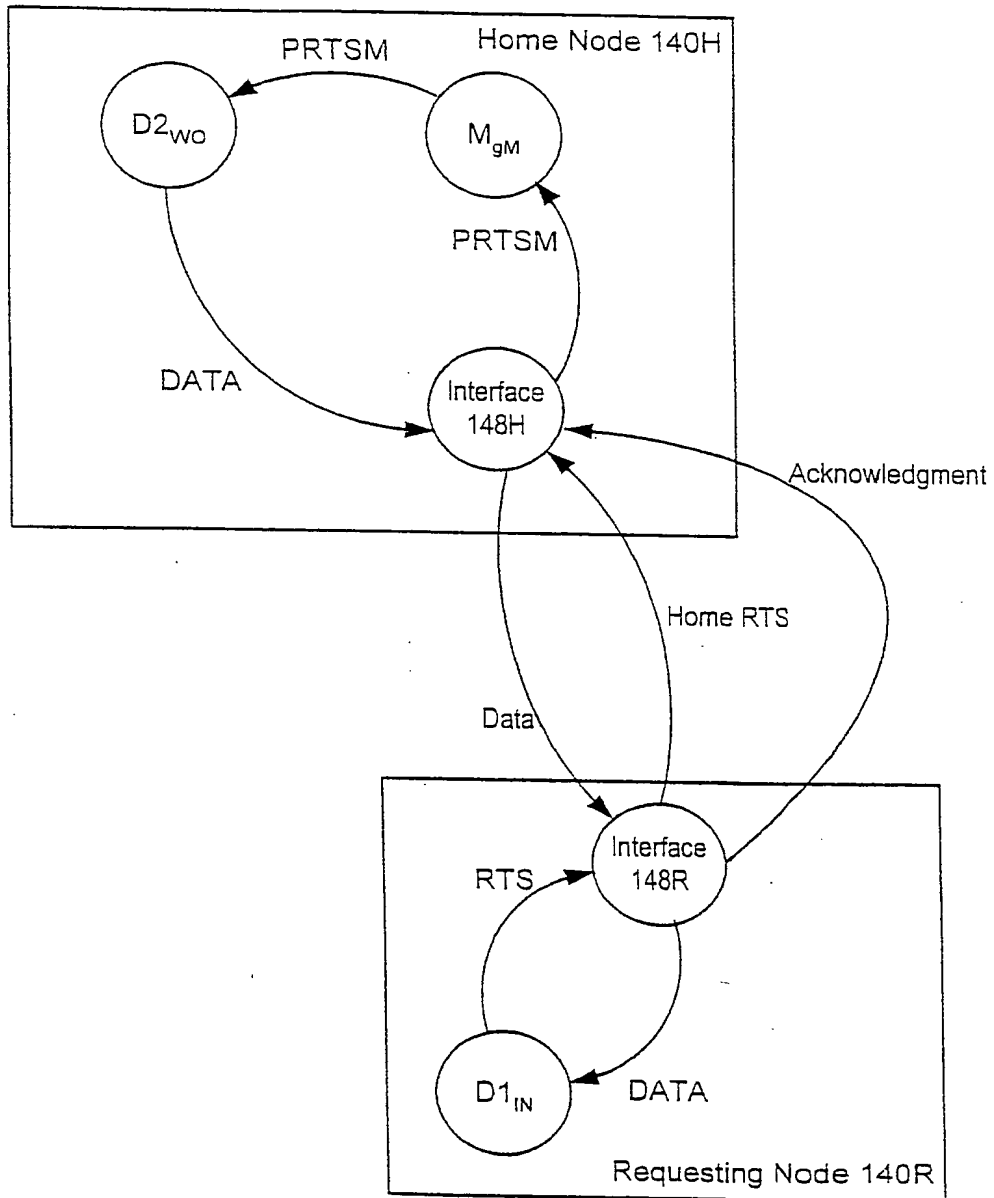 Home Node 140H
PRTSM
D2WO
MgM
PRTSM
DATA
Interface
148H
Acknowledgment
Home RTS
Data
Interface
148R
RTS
D1IN
DATA
Requesting Node 140R